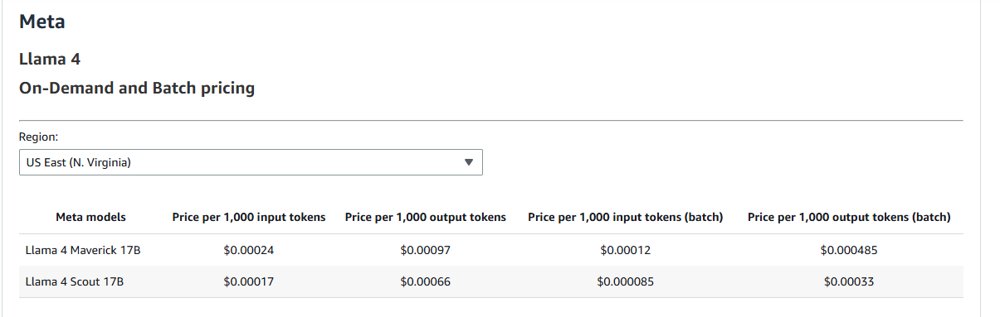 Meta
Llama 4
On-Demand and Batch pricing
Region:
US East (N. Virginia)
Meta models Price per 1,000 input tokens Price per 1,000 output tokens Price per 1,000 input tokens (batch) Price per 1,000 output tokens (batch)
Llama 4 Maverick 17B $0.00024 $0.00097 $0.00012 $0.000485
Llama 4 Scout 17B $0.00017 $0.00066 $0.000085 $0.00033